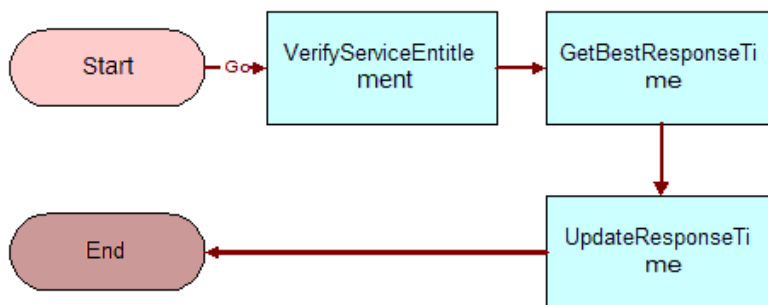 Start
Go
VerifyServiceEntitle
ment
GetBestResponseTi
me
End
UpdateResponseTi
me